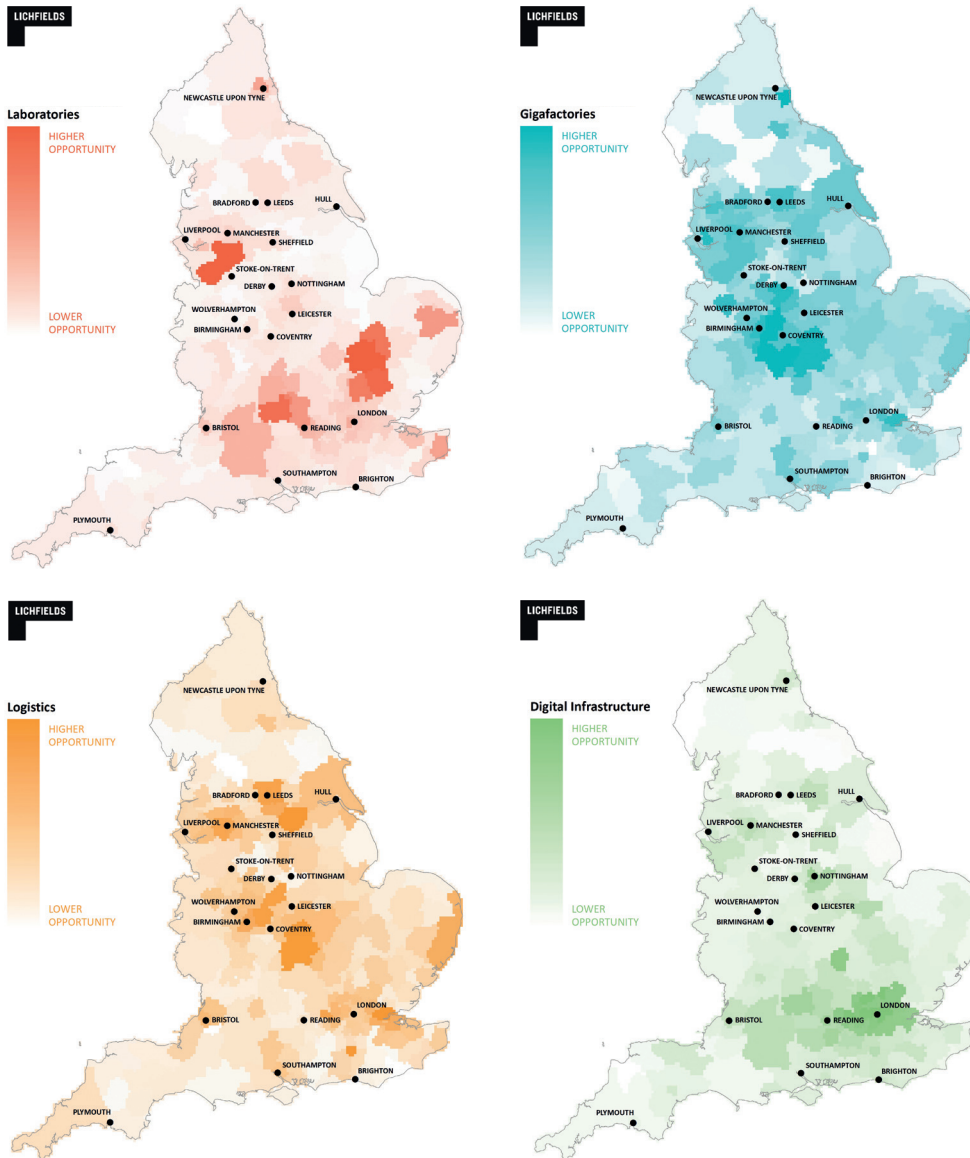 LICHFIELDS
Laboratories
HIGHER
OPPORTUNITY
LOWER
OPPORTUNITY
NEWCASTLE UPON TYNE
BRADFORD
LEEDS
HULL
LIVERPOOL
MANCHESTER
SHEFFIELD
STOKE-ON-TRENT
DERBY
NOTTINGHAM
WOLVERHAMPTON
LEICESTER
BIRMINGHAM
COVENTRY
LONDON
BRISTOL
READING
SOUTHAMPTON
BRIGHTON
PLYMOUTH
LICHFIELDS
Gigafactories
HIGHER
OPPORTUNITY
LOWER
OPPORTUNITY
NEWCASTLE UPON TYNE
BRADFORD
LEEDS
HULL
LIVERPOOL
MANCHESTER
SHEFFIELD
STOKE-ON-TRENT
DERBY
NOTTINGHAM
WOLVERHAMPTON
LEICESTER
BIRMINGHAM
COVENTRY
LONDON
BRISTOL
READING
SOUTHAMPTON
BRIGHTON
PLYMOUTH
LICHFIELDS
Logistics
HIGHER
OPPORTUNITY
LOWER
OPPORTUNITY
NEWCASTLE UPON TYNE
BRADFORD
LEEDS
HULL
LIVERPOOL
MANCHESTER
SHEFFIELD
STOKE-ON-TRENT
DERBY
NOTTINGHAM
WOLVERHAMPTON
LEICESTER
BIRMINGHAM
COVENTRY
LONDON
BRISTOL
READING
SOUTHAMPTON
BRIGHTON
PLYMOUTH
LICHFIELDS
Digital Infrastructure
HIGHER
OPPORTUNITY
LOWER
OPPORTUNITY
NEWCASTLE UPON TYNE
BRADFORD
LEEDS
HULL
LIVERPOOL
MANCHESTER
SHEFFIELD
STOKE-ON-TRENT
DERBY
NOTTINGHAM
WOLVERHAMPTON
LEICESTER
BIRMINGHAM
COVENTRY
LONDON
BRISTOL
READING
SOUTHAMPTON
BRIGHTON
PLYMOUTH